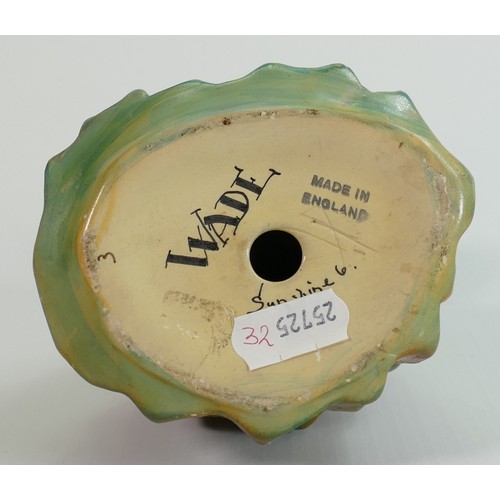 WADE
MADE IN
ENGLAND
3
Sunshine 6.
32
25725